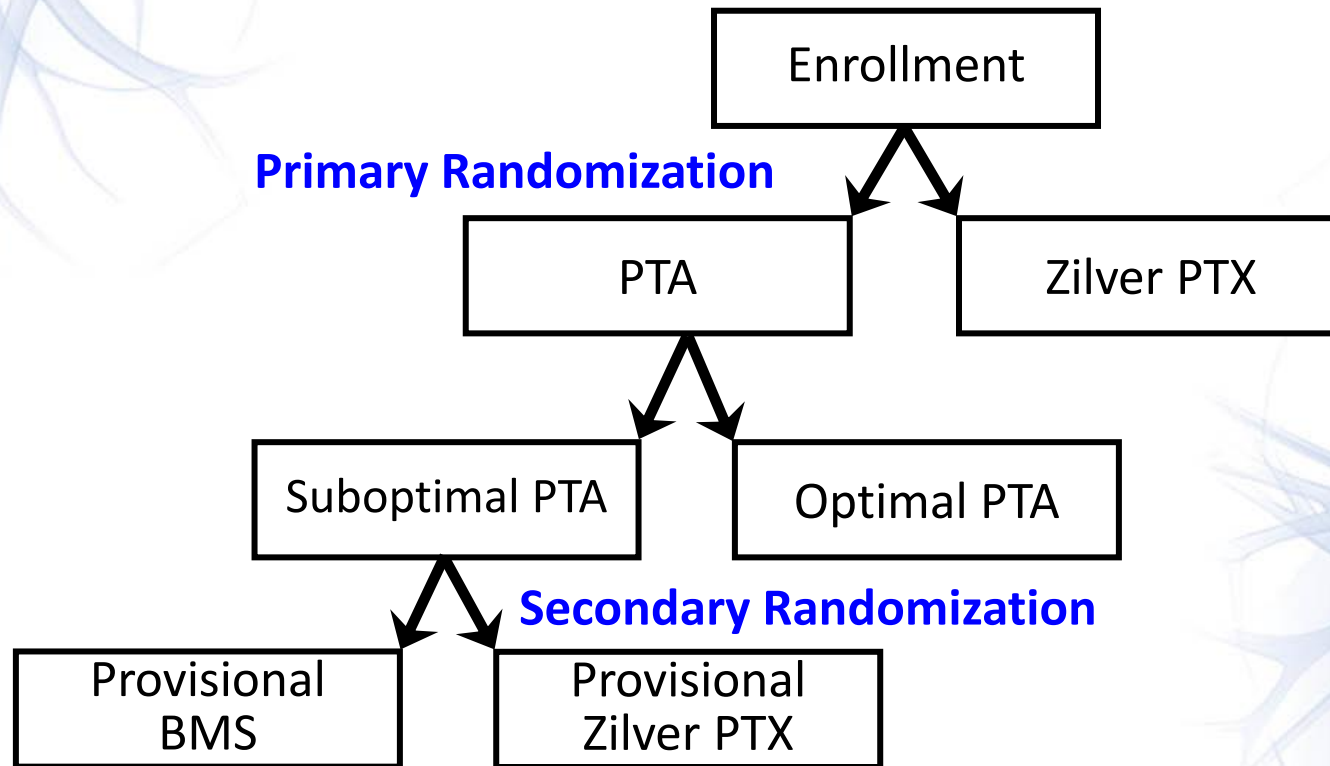 Enrollment
Primary Randomization
PTA
Zilver PTX
Suboptimal PTA
Optimal PTA
Secondary Randomization
Provisional
BMS
Provisional
Zilver PTX